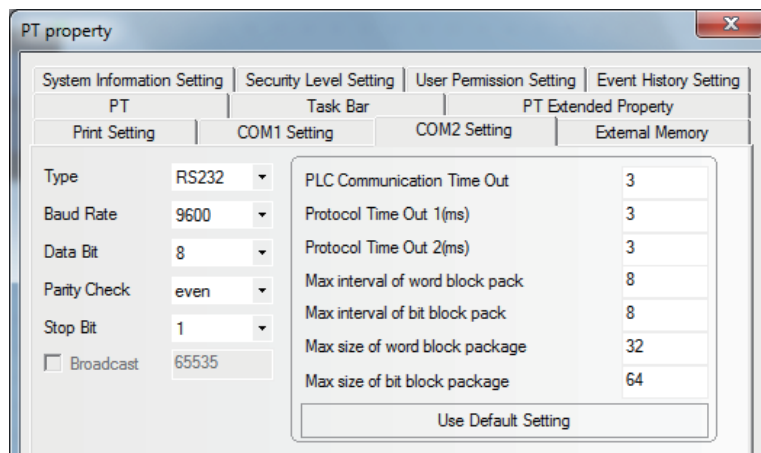 PT property
System Information Setting Security Level Setting User Permission Setting Event History Setting
PT Task Bar PT Extended Property
Print Setting COM1 Setting COM2 Setting External Memory
Type RS232
Baud Rate 9600
Data Bit 8
Parity Check even
Stop Bit 1
Broadcast 65535
PLC Communication Time Out 3
Protocol Time Out 1(ms) 3
Protocol Time Out 2(ms) 3
Max interval of word block pack 8
Max interval of bit block pack 8
Max size of word block package 32
Max size of bit block package 64
Use Default Setting